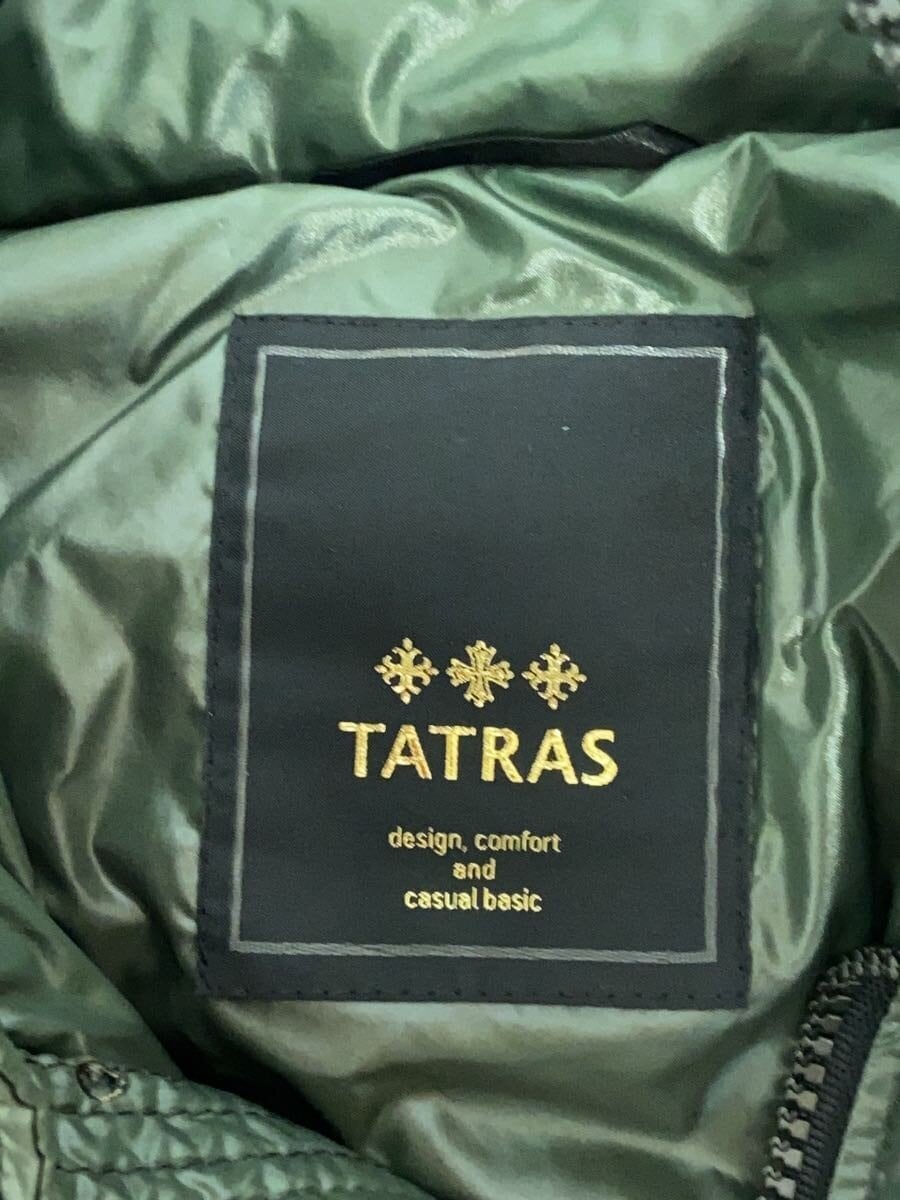 TATRAS
design, comfort
and
casual basic